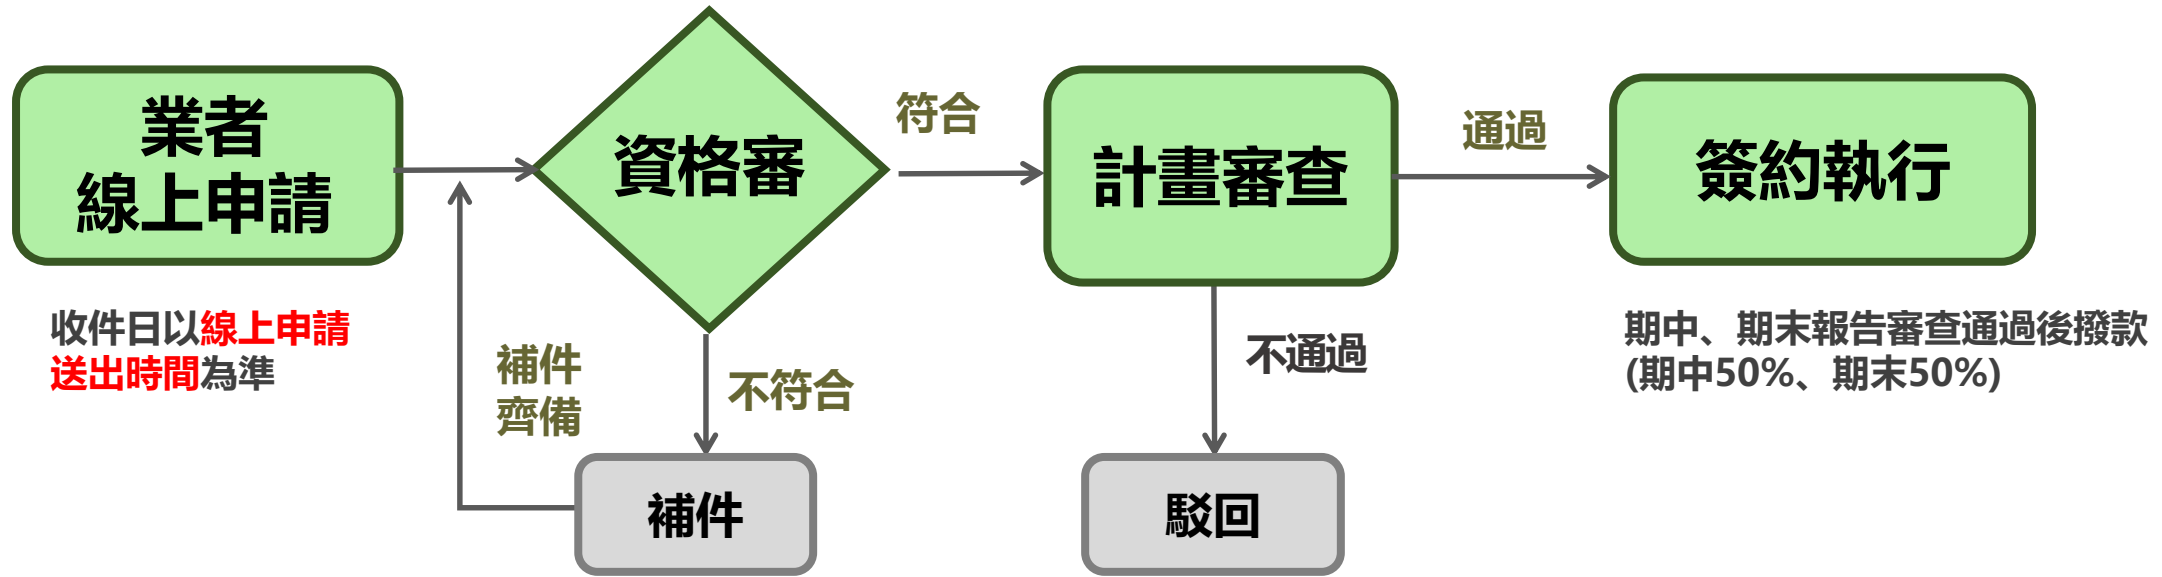 業者
線上申請
資格審
符合
計畫審查
通過
簽約執行
收件日以線上申請
送出時間為準
補件
齊備
不符合
不通過
期中、期末報告審查通過後撥款
(期中50%、期末50%)
補件
駁回